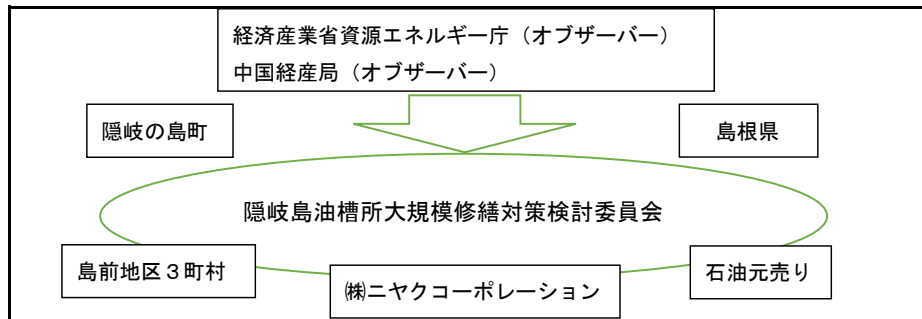 経済産業省資源エネルギー庁（オブザーバー）
中国経産局（オブザーバー）
隠岐の島町
島根県
隠岐島油槽所大規模修繕対策検討委員会
島前地区３町村
石油元売り
㈱ニヤクコーポレーション